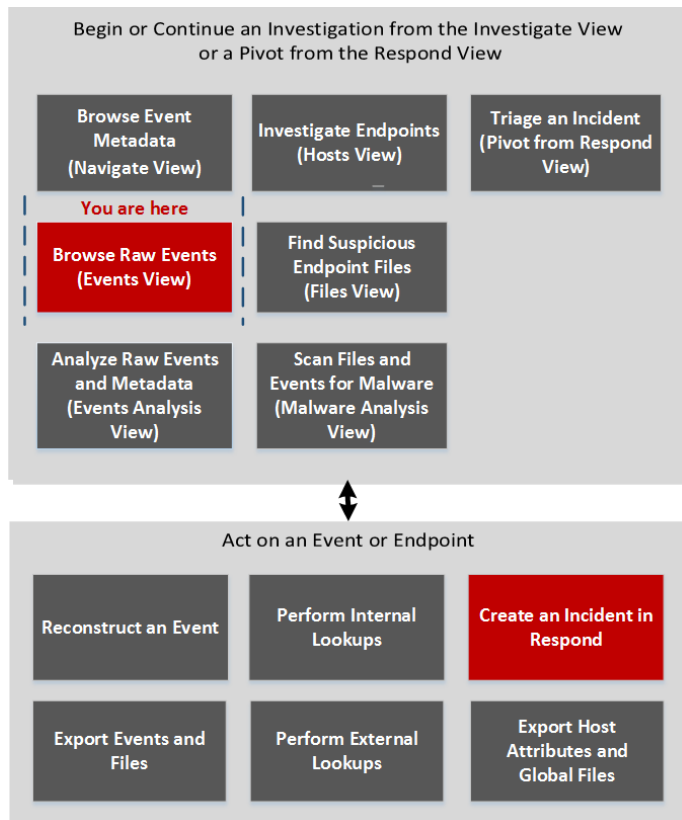 Begin or Continue an Investigation from the Investigate View
or a Pivot from the Respond View
Browse Event
Metadata
(Navigate View)
Investigate Endpoints
(Hosts View)
Triage an Incident
(Pivot from Respond
View)
You are here
Browse Raw Events
(Events View)
Find Suspicious
Endpoint Files
(Files View)
Analyze Raw Events
and Metadata
(Events Analysis
View)
Scan Files and
Events for Malware
(Malware Analysis
View)
Act on an Event or Endpoint
Reconstruct an Event
Perform Internal
Lookups
Create an Incident in
Respond
Export Events and
Files
Perform External
Lookups
Export Host
Attributes and
Global Files